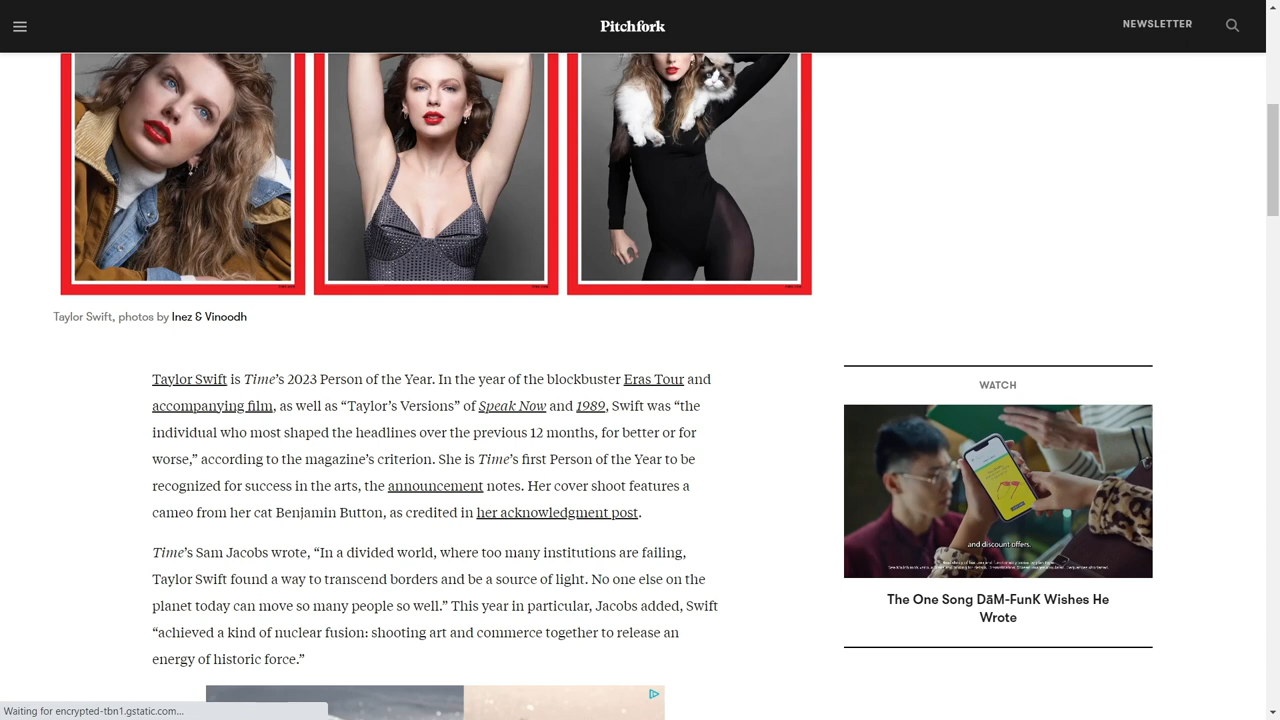 Pitchfork
NEWSLETTER
Taylor Swift, photos by Inez & Vinoodh
Taylor Swift is Time’s 2023 Person of the Year. In the year of the blockbuster Eras Tour and
accompanying film, as well as “Taylor’s Versions” of Speak Now and 1989, Swift was “the
individual who most shaped the headlines over the previous 12 months, for better or for
worse,” according to the magazine’s criterion. She is Time’s first Person of the Year to be
recognized for success in the arts, the announcement notes. Her cover shoot features a
cameo from her cat Benjamin Button, as credited in her acknowledgment post.
Time’s Sam Jacobs wrote, “In a divided world, where too many institutions are failing,
Taylor Swift found a way to transcend borders and be a source of light. No one else on the
planet today can move so many people so well.” This year in particular, Jacobs added, Swift
“achieved a kind of nuclear fusion: shooting art and commerce together to release an
energy of historic force.”
WATCH
and discount offers.
The One Song DāM-FunK Wishes He
Wrote
Waiting for encrypted-tbn1.gstatic.com...